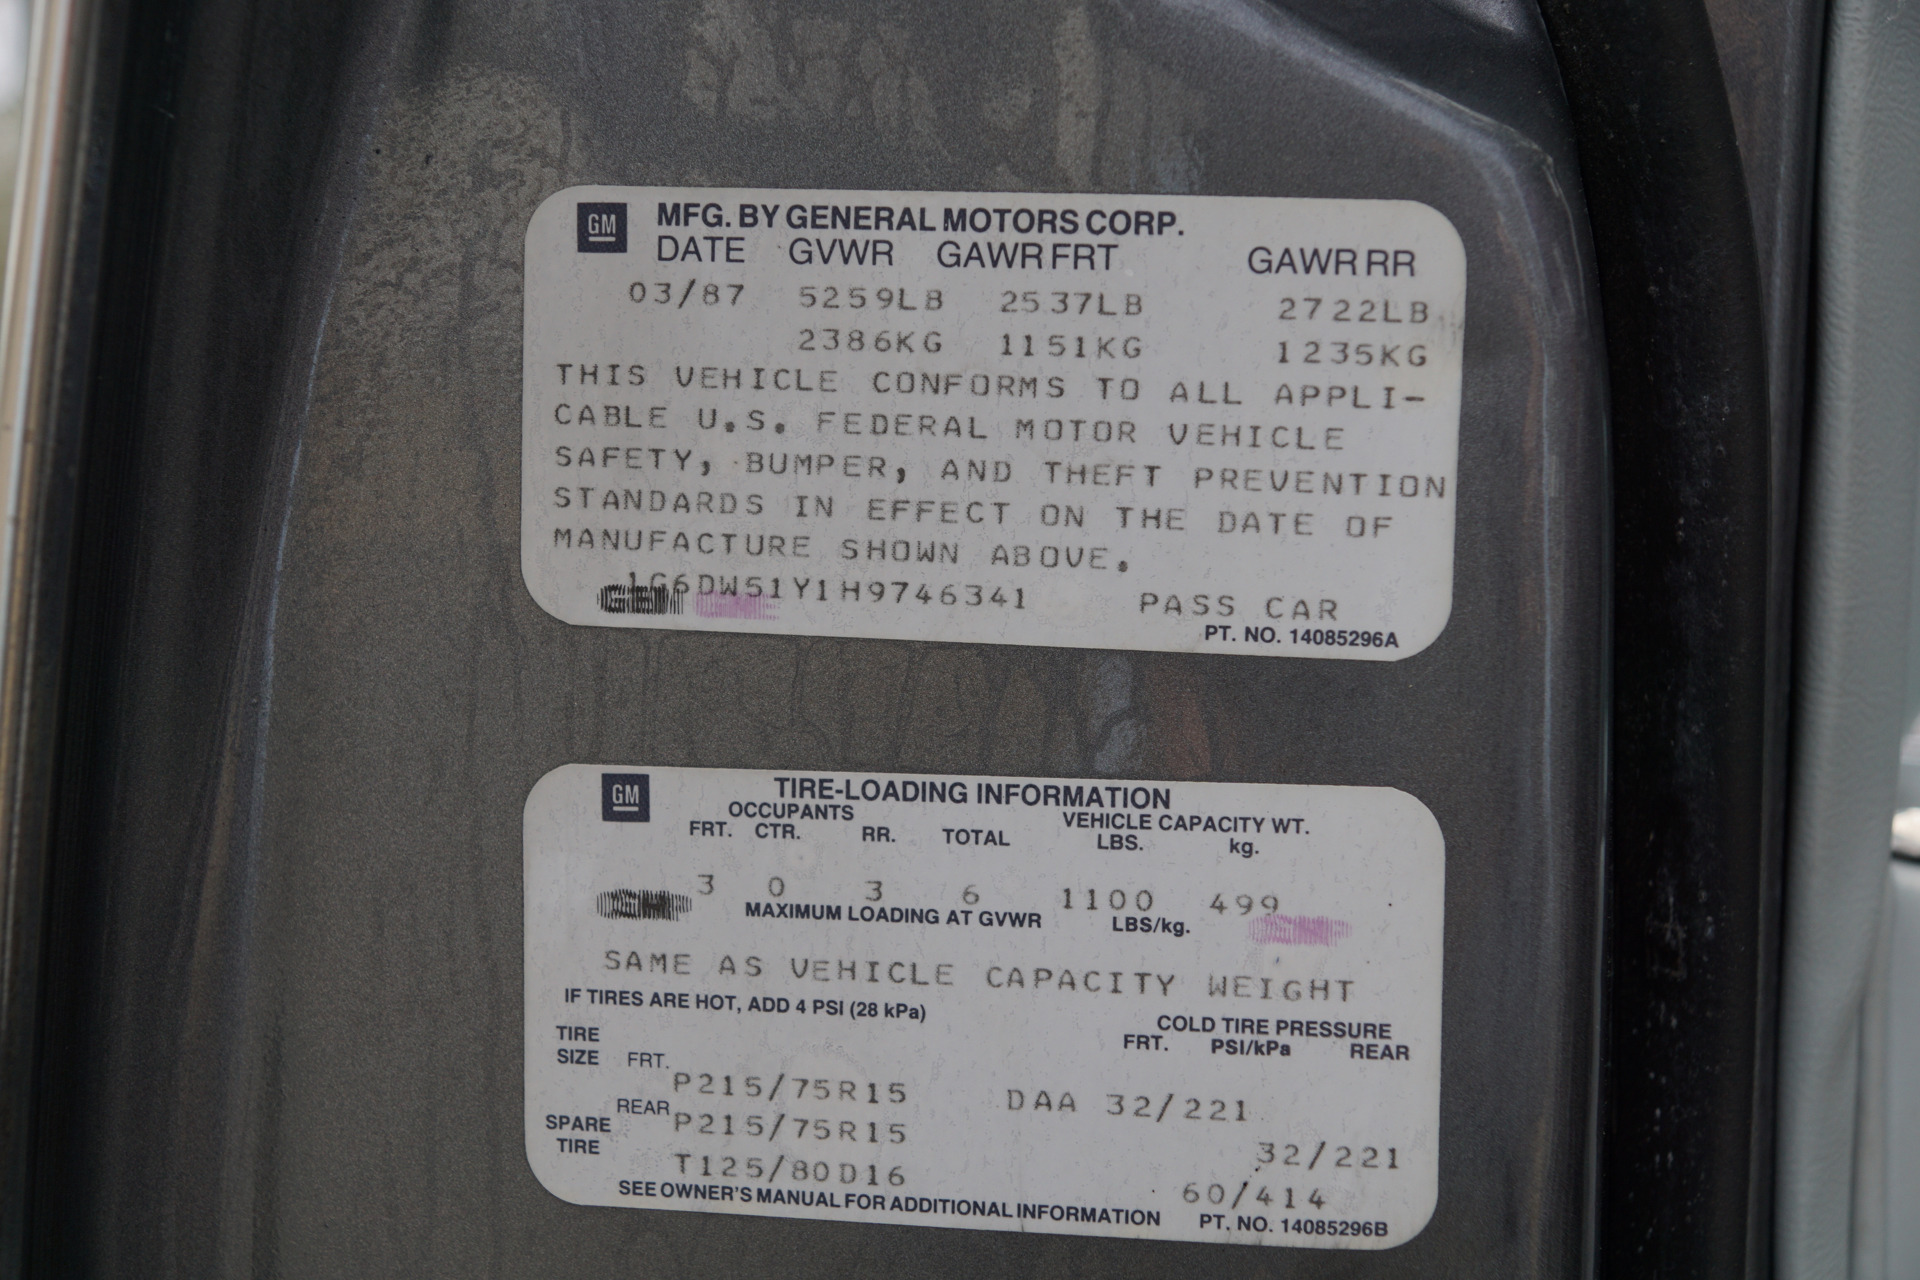 GM MFG. BY GENERAL MOTORS CORP.
DATE GVWR GAWR FRT GAWR RR
03/87 5259LB 2537LB 2722LB
2386KG 1151KG 1235KG
THIS VEHICLE CONFORMS TO ALL APPLI-
CABLE U.S. FEDERAL MOTOR VEHICLE
SAFETY, BUMPER, AND THEFT PREVENTION
STANDARDS IN EFFECT ON THE DATE OF
MANUFACTURE SHOWN ABOVE.
1G6DW51Y1H9746341 PASS CAR
PT. NO. 14085296A
GM TIRE-LOADING INFORMATION
OCCUPANTS VEHICLE CAPACITY WT.
FRT. CTR. RR. TOTAL LBS. kg.
3 0 3 6 1100 499
MAXIMUM LOADING AT GVWR LBS/kg.
SAME AS VEHICLE CAPACITY WEIGHT
IF TIRES ARE HOT, ADD 4 PSI (28 kPa)
COLD TIRE PRESSURE
TIRE SIZE FRT. PSI/kPa REAR
FRT. P215/75R15 DAA 32/221
REAR P215/75R15 32/221
SPARE TIRE T125/80D16 60/414
SEE OWNER'S MANUAL FOR ADDITIONAL INFORMATION PT. NO. 14085296B